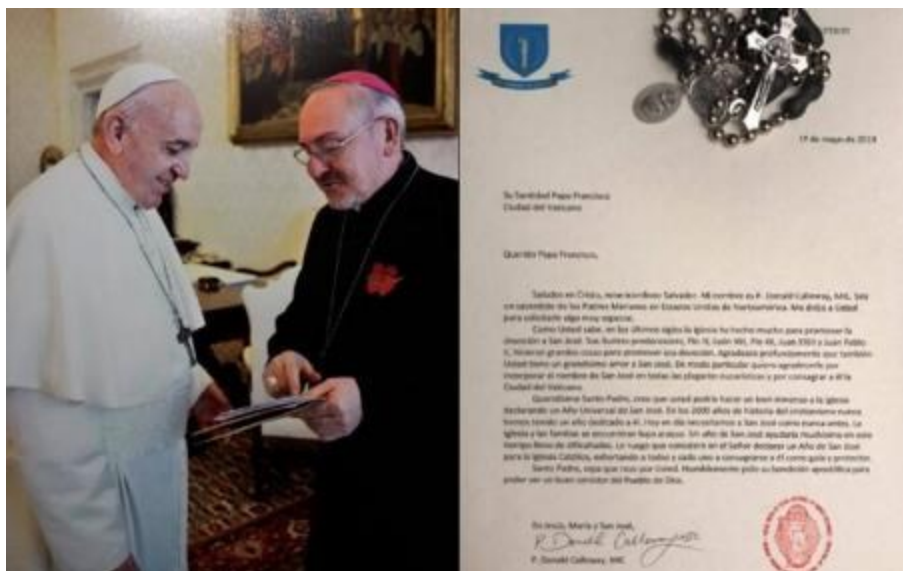 1º de mayo de 2019
Su Santidad Papa Francisco
Ciudad del Vaticano
Querido Papa Francisco,
Saludos en Cristo, Salvador. Mi nombre es P. Donald Calloway, MIC. Soy
un sacerdote de los Padres Marianos en Estados Unidos de Norteamérica. Me dirijo a Usted
para solicitarle algo muy especial.
Como Usted sabe, en los últimos siglos la Iglesia ha hecho mucho para promover la
devoción a San José. Sus ilustres predecesores, Pío IX, León XIII, Pío XII, Juan XXIII y Juan Pablo
II, hicieron grandes cosas para promover esa devoción. Agradezco profundamente que también
Usted tiene un grandísimo amor a San José. De modo particular quiero agradecerle por
incorporar el nombre de San José en todas las plegarias eucarísticas y por consagrar a él la
Ciudad del Vaticano.
Queridísimo Santo Padre, creo que usted podría hacer un bien inmenso a la Iglesia
declarando un Año Universal de San José. En los 2000 años de historia del cristianismo nunca
hemos tenido un año dedicado a él. Hoy en día necesitamos a San José como nunca antes. La
Iglesia y las familias se encuentran bajo ataque. Un año de San José ayudaría muchísimo en este
tiempo lleno de dificultades. Le ruego que considere en el Señor declarar un Año de San José
para la Iglesia Católica, exhortando a todos y cada uno a consagrarse a él como guía y protector.
Santo Padre, sepa que rezo por Usted. Humildemente pido su bendición apostólica para
poder ser un buen servidor del Pueblo de Dios.
En Jesús, María y San José,
P. Donald Calloway, MIC
P. Donald Calloway, MIC